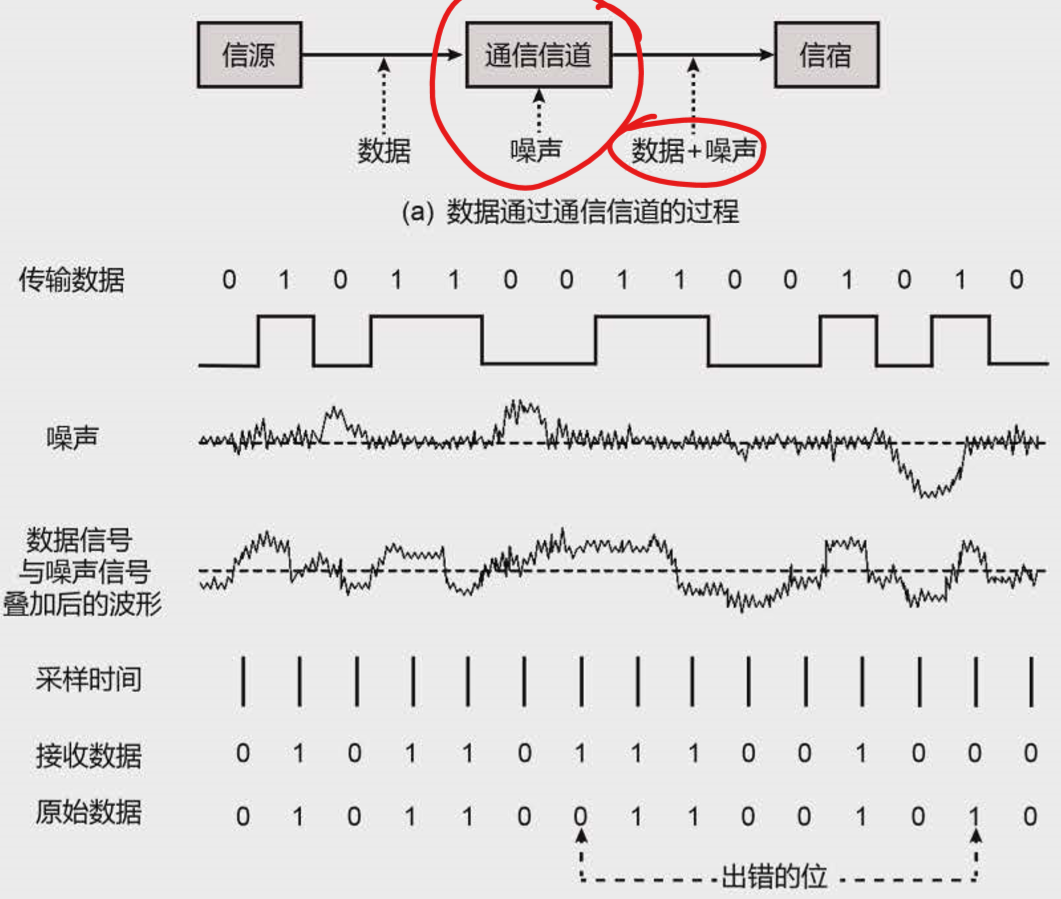 信源 通信信道 信宿
数据 噪声 数据+噪声
(a) 数据通过通信信道的过程
传输数据 0 1 0 1 1 0 0 1 1 0 0 1 0 1 0
噪声
数据信号
与噪声信号
叠加后的波形
采样时间
接收数据 0 1 0 1 1 0 1 1 1 0 0 1 0 0 0
原始数据 0 1 0 1 1 0 0 1 1 0 0 1 0 1 0
出错的位